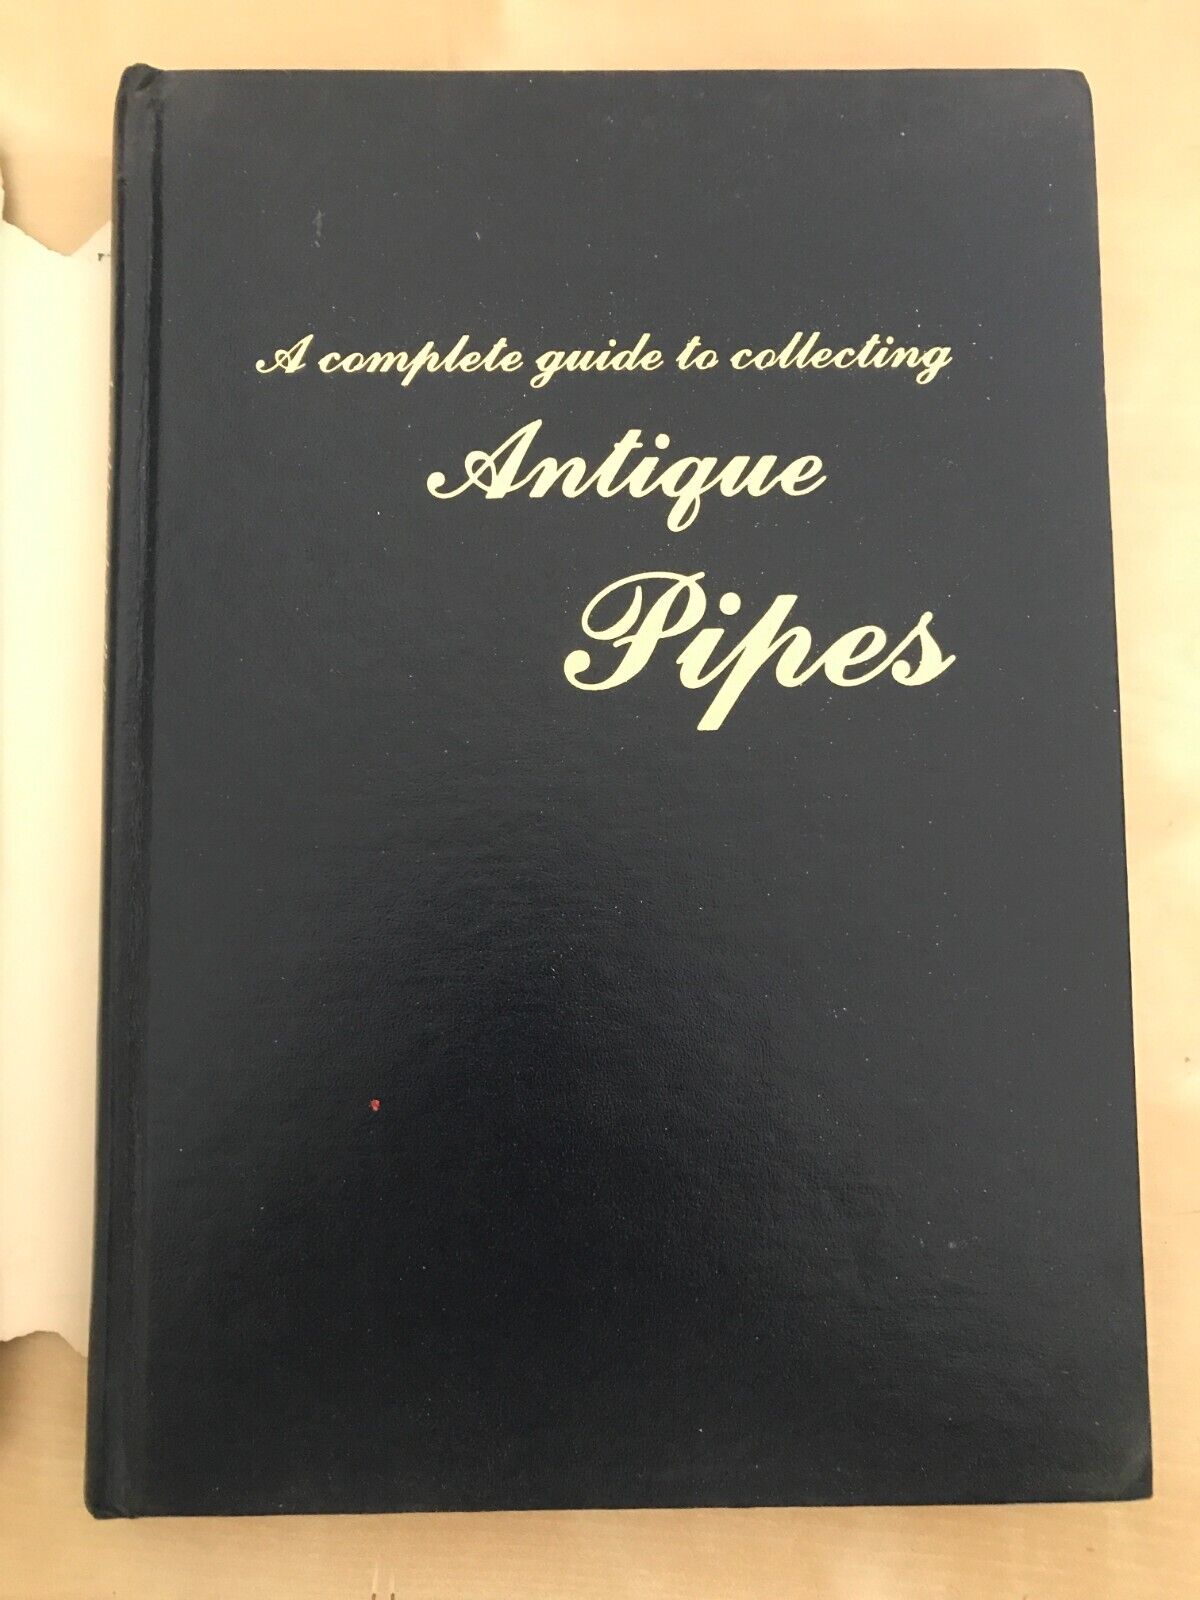 A complete guide to collecting
Antique
Pipes